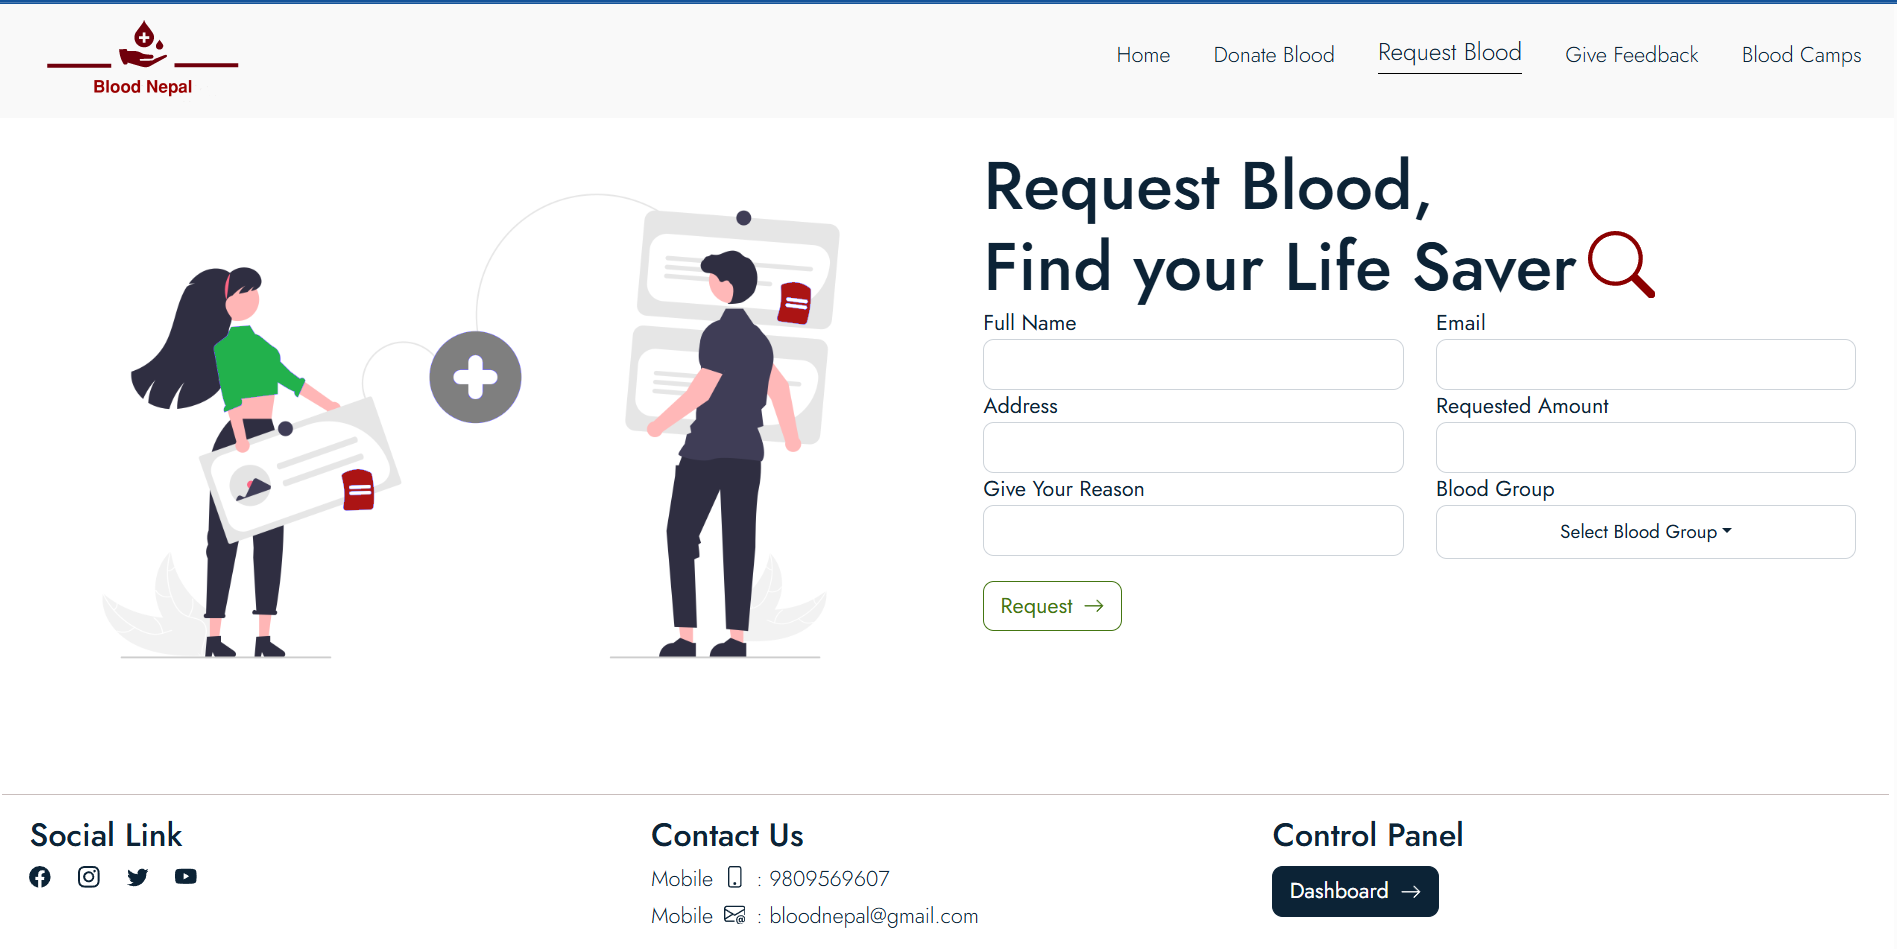 Blood Nepal
Home Donate Blood Request Blood Give Feedback Blood Camps
Request Blood,
Find your Life Saver
Full Name Email
Address Requested Amount
Give Your Reason Blood Group
Select Blood Group
Request
Social Link
Contact Us
Mobile : 9809569607
Mobile : bloodnepal@gmail.com
Control Panel
Dashboard